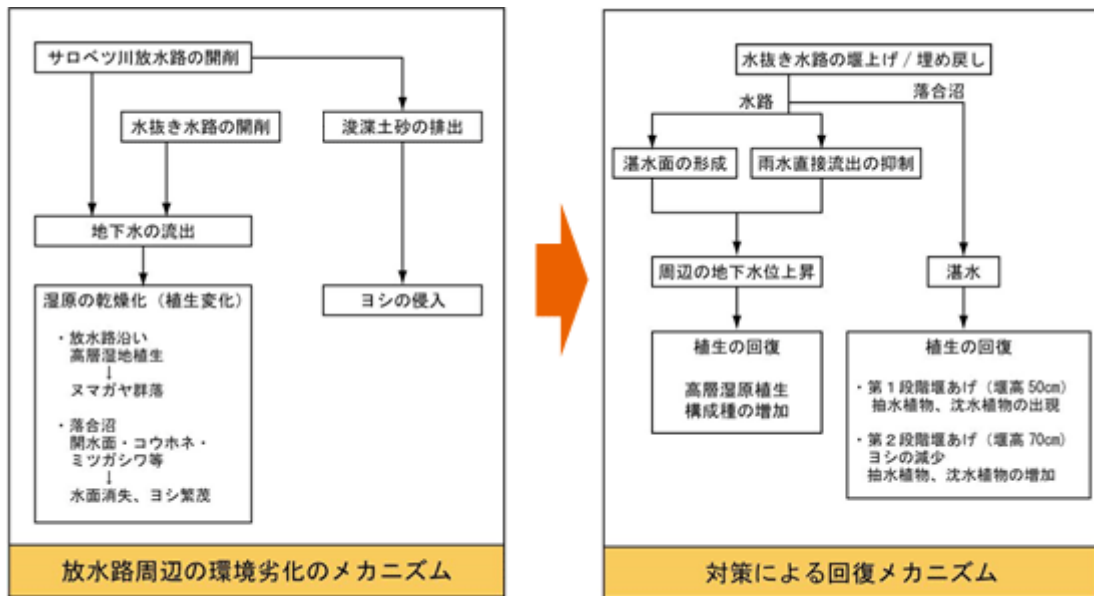 サロベツ川放水路の開削
水抜き水路の開削
浚渫土砂の排出
地下水の流出
湿原の乾燥化（植生変化）
・放水路沿い
高層湿地植生
↓
ヌマガヤ群落
・落合沼
開水面・コウホネ・
ミツガシワ等
↓
水面消失、ヨシ繁茂
ヨシの侵入
放水路周辺の環境劣化のメカニズム
水抜き水路の堰上げ / 埋め戻し
水路
落合沼
湛水面の形成
雨水直接流出の抑制
周辺の地下水位上昇
湛水
植生の回復
高層湿原植生
構成種の増加
植生の回復
・第１段階堰あげ（堰高 50cm）
抽水植物、沈水植物の出現
・第２段階堰あげ（堰高 70cm）
ヨシの減少
抽水植物、沈水植物の増加
対策による回復メカニズム